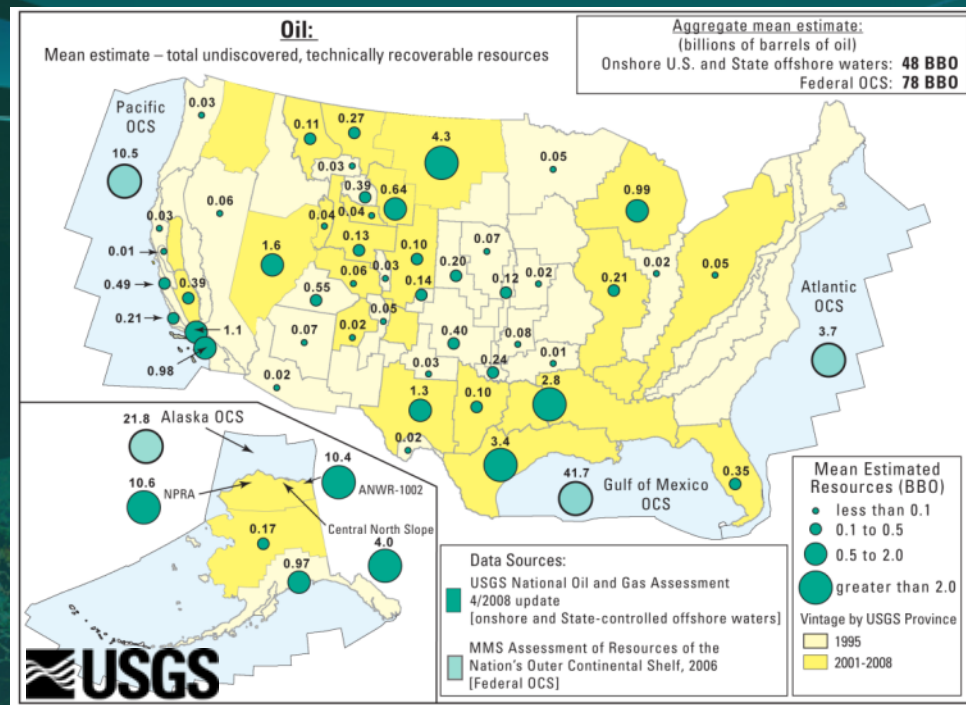 Oil:
Mean estimate – total undiscovered, technically recoverable resources
Aggregate mean estimate:
(billions of barrels of oil)
Onshore U.S. and State offshore waters: 48 BBO
Federal OCS: 78 BBO
Pacific
OCS
10.5
0.03
0.11
0.27
4.3
0.05
0.03
0.39
0.64
0.99
0.06
0.03
0.04
0.04
0.01
1.6
0.13
0.10
0.07
0.20
0.02
0.05
0.49
0.39
0.06
0.03
0.14
0.12
0.02
0.21
Atlantic
OCS
3.7
0.55
0.05
0.21
1.1
0.07
0.02
0.40
0.08
0.98
0.24
0.01
0.02
0.03
1.3
0.10
2.8
0.02
3.4
41.7
Gulf of Mexico
OCS
0.35
21.8
Alaska OCS
10.6
NPRA
10.4
ANWR-1002
Central North Slope
4.0
0.17
0.97
Data Sources:
USGS National Oil and Gas Assessment
4/2008 update
[onshore and State-controlled offshore waters]
MMS Assessment of Resources of the
Nation's Outer Continental Shelf, 2006
[Federal OCS]
Mean Estimated
Resources (BBO)
less than 0.1
0.1 to 0.5
0.5 to 2.0
greater than 2.0
Vintage by USGS Province
1995
2001-2008
USGS